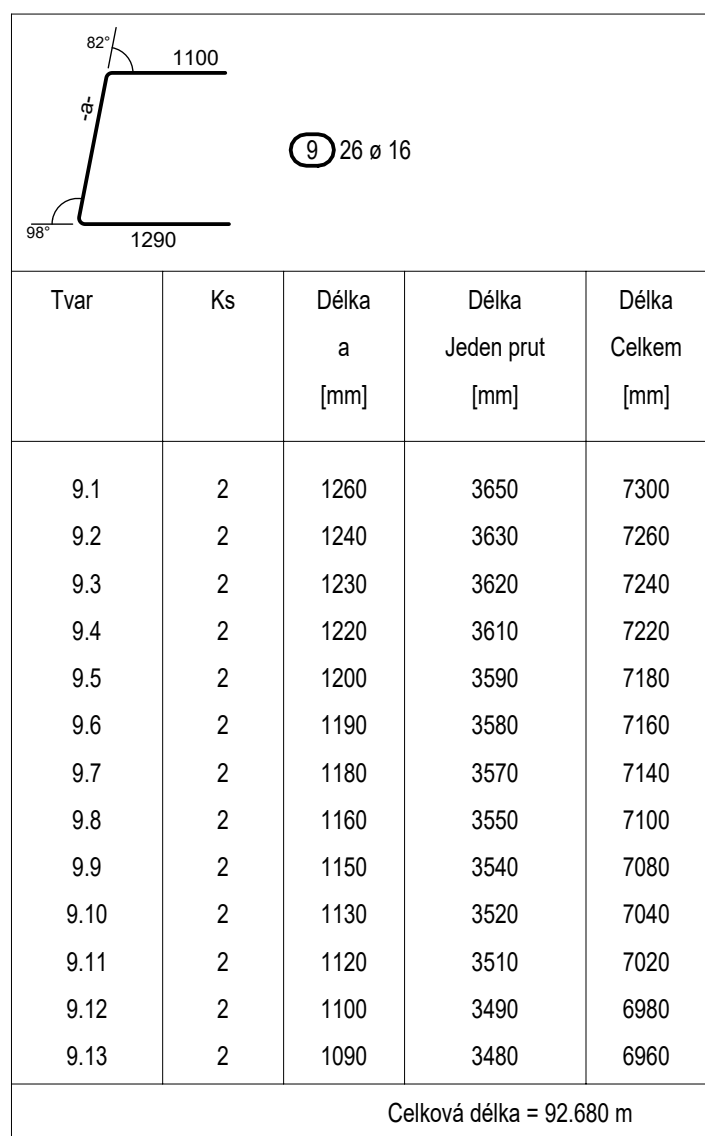 82°
1100
-a-
9 26 ø 16
98°
1290
Tvar Ks Délka Délka Délka
a Jeden prut Celkem
[mm] [mm] [mm]
9.1 2 1260 3650 7300
9.2 2 1240 3630 7260
9.3 2 1230 3620 7240
9.4 2 1220 3610 7220
9.5 2 1200 3590 7180
9.6 2 1190 3580 7160
9.7 2 1180 3570 7140
9.8 2 1160 3550 7100
9.9 2 1150 3540 7080
9.10 2 1130 3520 7040
9.11 2 1120 3510 7020
9.12 2 1100 3490 6980
9.13 2 1090 3480 6960
Celková délka = 92.680 m